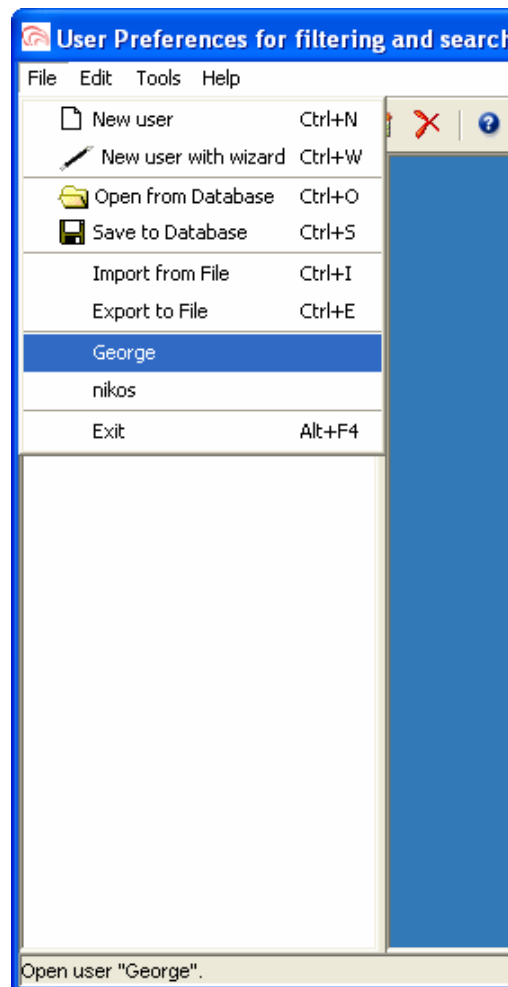 User Preferences for filtering and search
File Edit Tools Help
New user Ctrl+N
New user with wizard Ctrl+W
Open from Database Ctrl+O
Save to Database Ctrl+S
Import from File Ctrl+I
Export to File Ctrl+E
George
nikos
Exit Alt+F4
Open user "George".